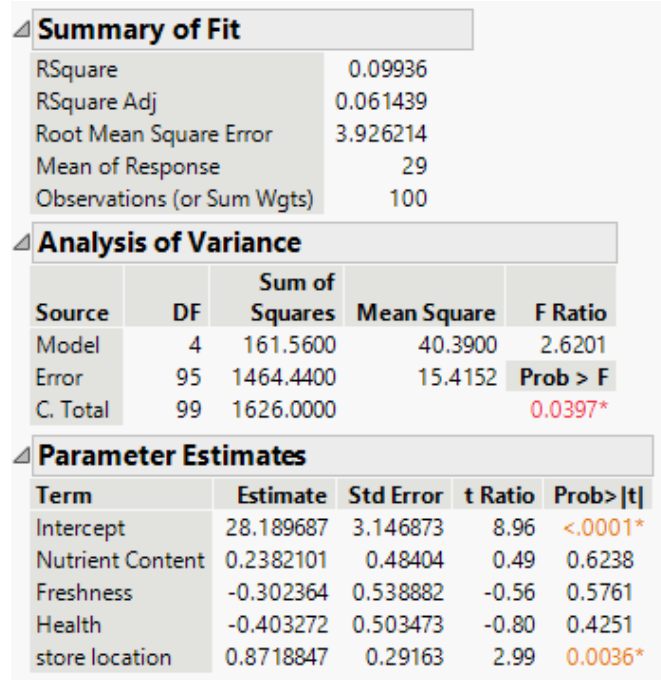 Summary of Fit
RSquare 0.09936
RSquare Adj 0.061439
Root Mean Square Error 3.926214
Mean of Response 29
Observations (or Sum Wgts) 100
Analysis of Variance
Sum of
Source DF Squares Mean Square F Ratio
Model 4 161.5600 40.3900 2.6201
Error 95 1464.4400 15.4152 Prob > F
C. Total 99 1626.0000 0.0397*
Parameter Estimates
Term Estimate Std Error t Ratio Prob>|t|
Intercept 28.189687 3.146873 8.96 <.0001*
Nutrient Content 0.2382101 0.48404 0.49 0.6238
Freshness -0.302364 0.538882 -0.56 0.5761
Health -0.403272 0.503473 -0.80 0.4251
store location 0.8718847 0.29163 2.99 0.0036*